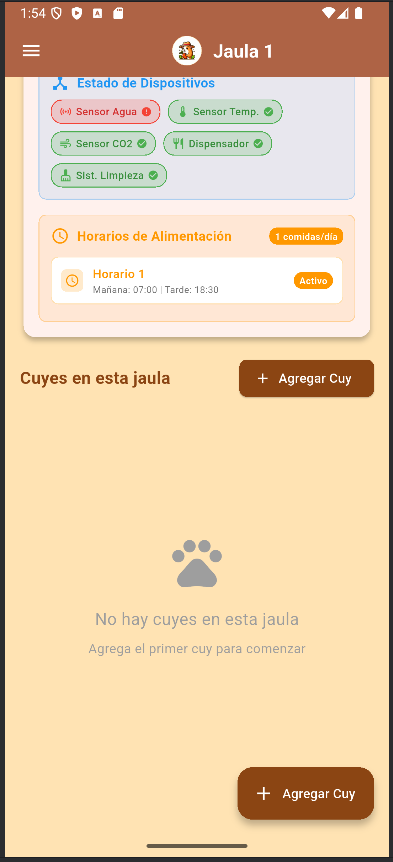 1:54
Jaula 1
Estado de Dispositivos
Sensor Agua
Sensor Temp.
Sensor CO2
Dispensador
Sist. Limpieza
Horarios de Alimentación
1 comidas/día
Horario 1
Mañana: 07:00 | Tarde: 18:30
Activo
Cuyes en esta jaula
+ Agregar Cuy
No hay cuyes en esta jaula
Agrega el primer cuy para comenzar
+ Agregar Cuy